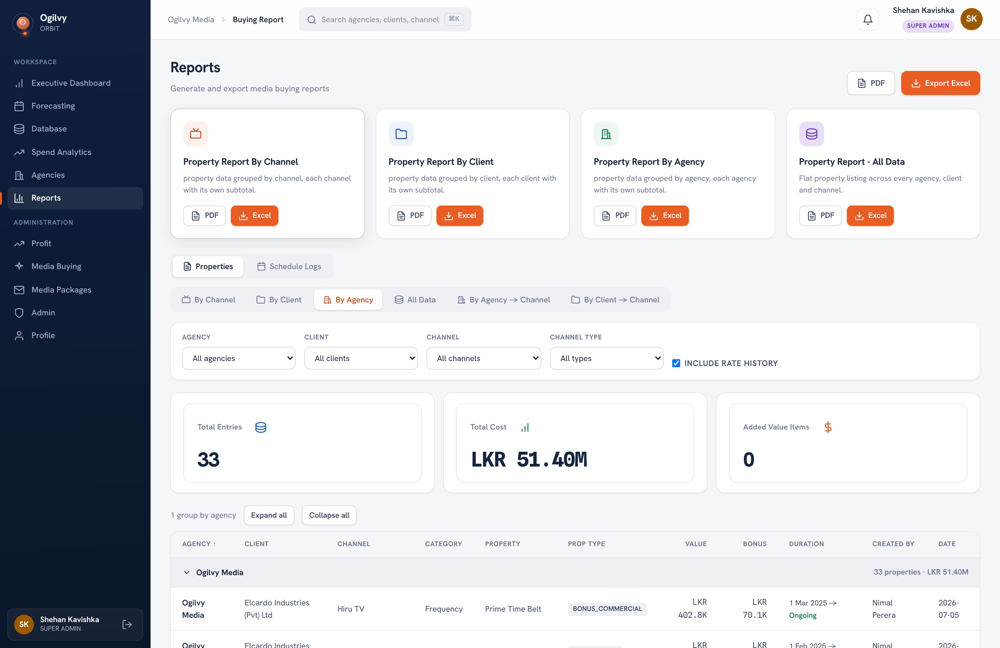 Ogilvy
ORBIT
WORKSPACE
Executive Dashboard
Forecasting
Database
Spend Analytics
Agencies
Reports
ADMINISTRATION
Profit
Media Buying
Media Packages
Admin
Profile
SK
Shehan Kavishka
SUPER ADMIN
Ogilvy Media > Buying Report
Search agencies, clients, channel
⌘K
Shehan Kavishka
SUPER ADMIN
SK
Reports
Generate and export media buying reports
PDF
Export Excel
Property Report By Channel
property data grouped by channel, each channel
with its own subtotal.
PDF
Excel
Property Report By Client
property data grouped by client, each client with
its own subtotal.
PDF
Excel
Property Report By Agency
property data grouped by agency, each agency
with its own subtotal.
PDF
Excel
Property Report - All Data
Flat property listing across every agency, client
and channel.
PDF
Excel
Properties
Schedule Logs
By Channel
By Client
By Agency
All Data
By Agency → Channel
By Client → Channel
AGENCY
All agencies
CLIENT
All clients
CHANNEL
All channels
CHANNEL TYPE
All types
INCLUDE RATE HISTORY
Total Entries
33
Total Cost
LKR 51.40M
Added Value Items
$
0
1 group by agency
Expand all
Collapse all
AGENCY ↑ CLIENT CHANNEL CATEGORY PROPERTY PROP TYPE VALUE BONUS DURATION CREATED BY DATE
Ogilvy Media
33 properties · LKR 51.40M
Ogilvy
Media
Elcardo Industries
(Pvt) Ltd
Hiru TV
Frequency
Prime Time Belt
BONUS_COMMERCIAL
LKR
402.8K
LKR
70.1K
1 Mar 2025 →
Ongoing
Nimal
Perera
2026-
07-05
Ogilvy
Elcardo Industries
LKR
LKR
1 Feb 2025 →
Nimal
2026-